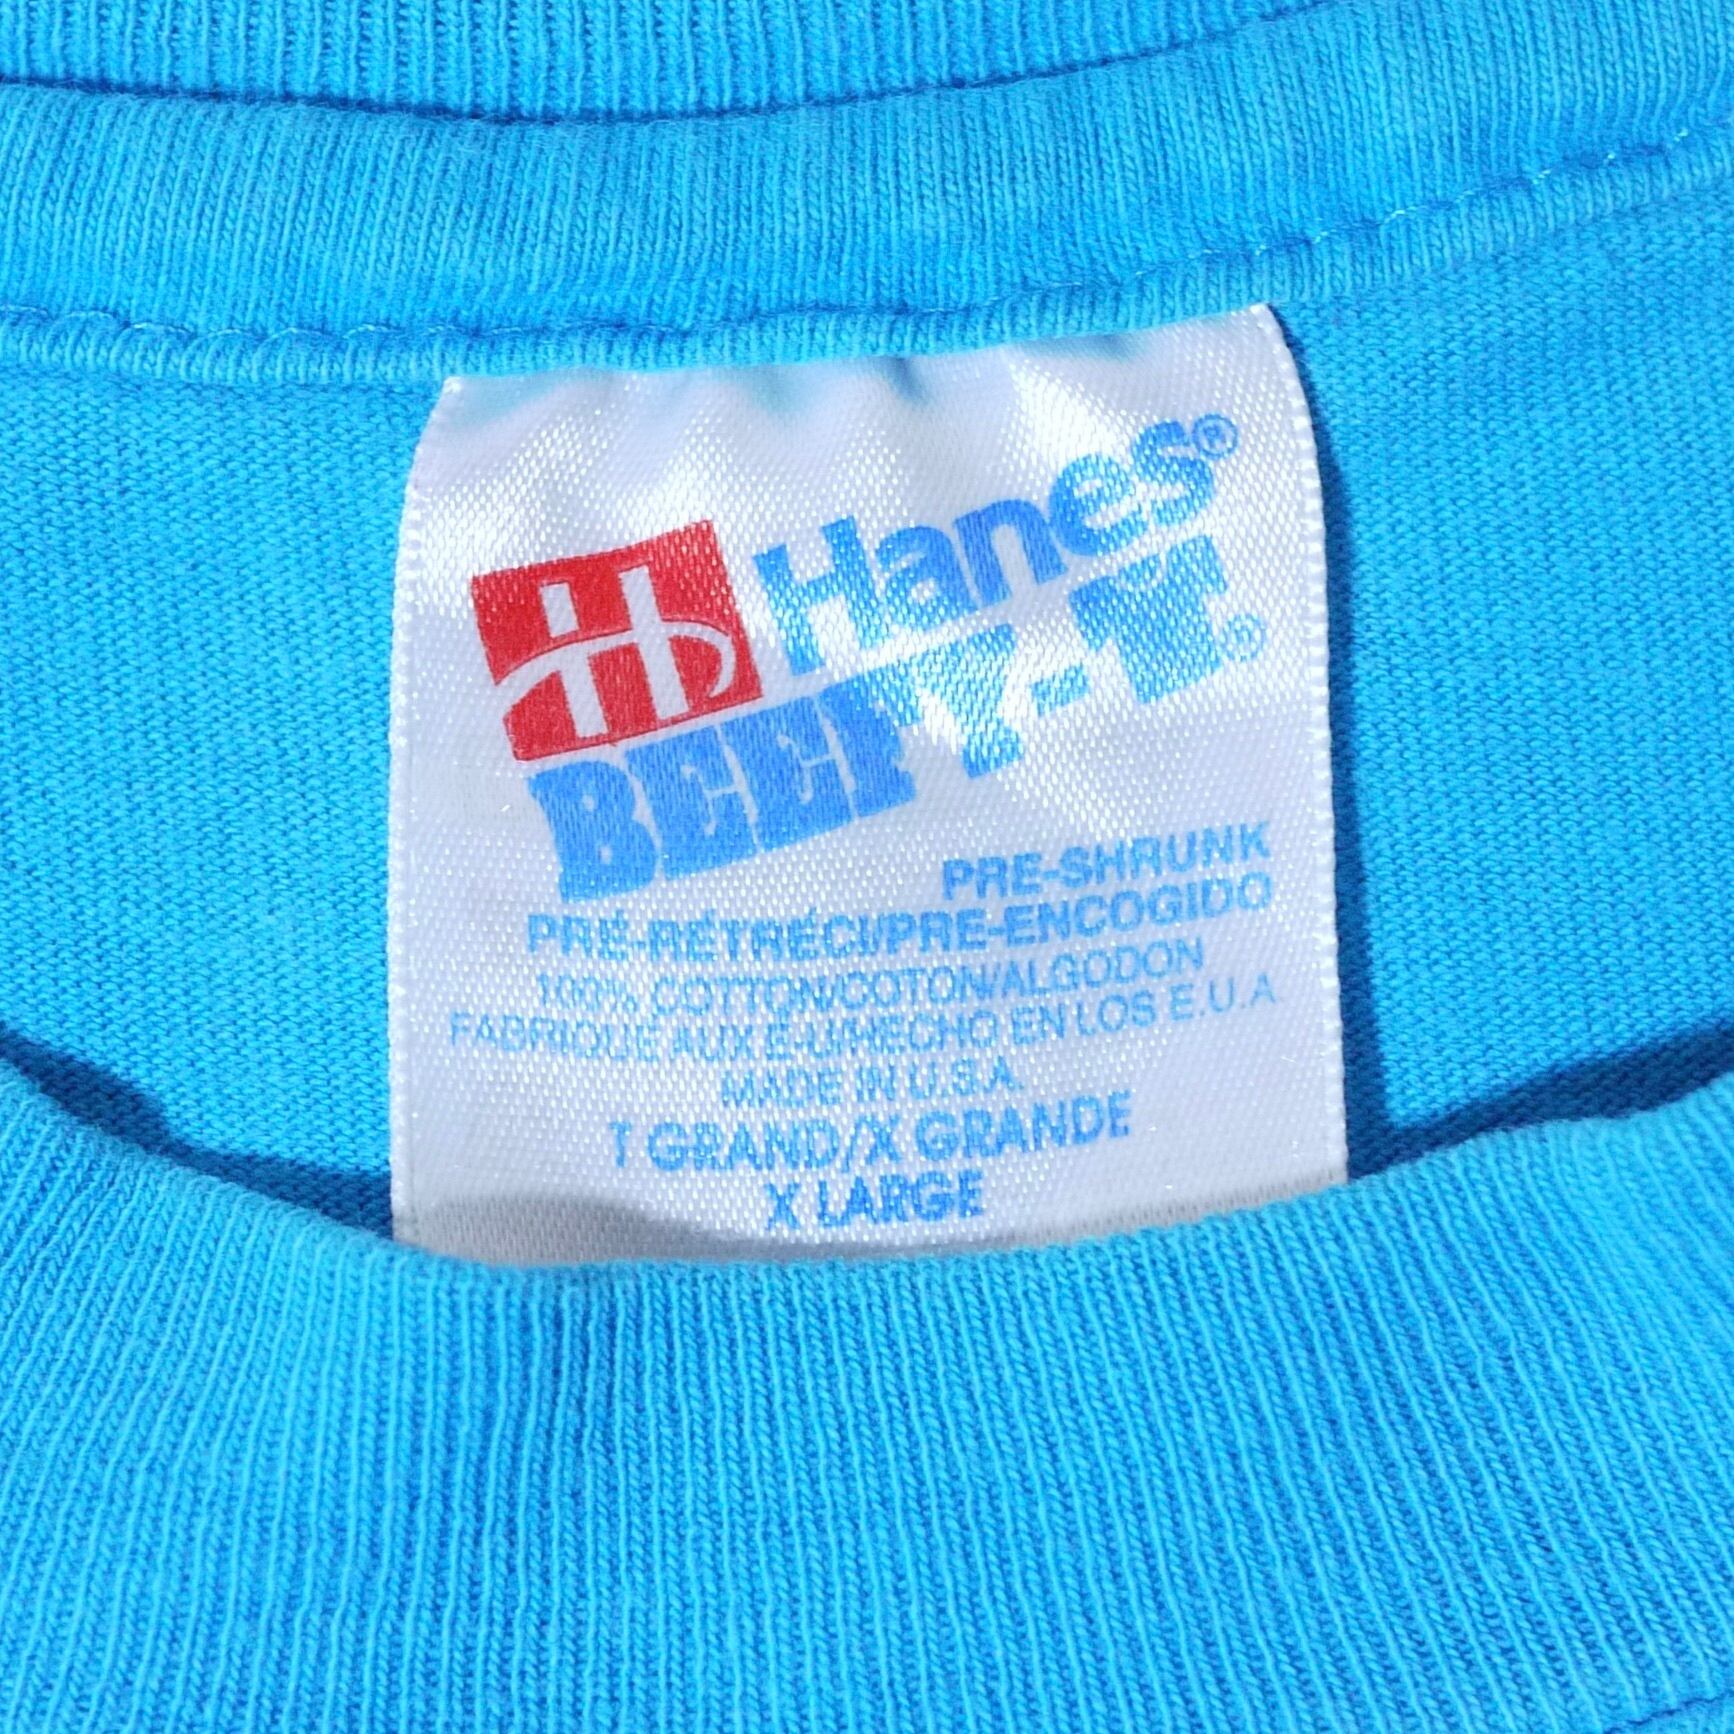 H Hanes®
BEEFY-T®
PRE-SHRUNK
PRÉ-RÉTRÉCI/PRE-ENCOGIDO
100% COTTON/COTON/ALGODON
FABRIQUÉ AUX É-U/HECHO EN LOS E.U.A
MADE IN U.S.A.
T GRAND/X GRANDE
X LARGE